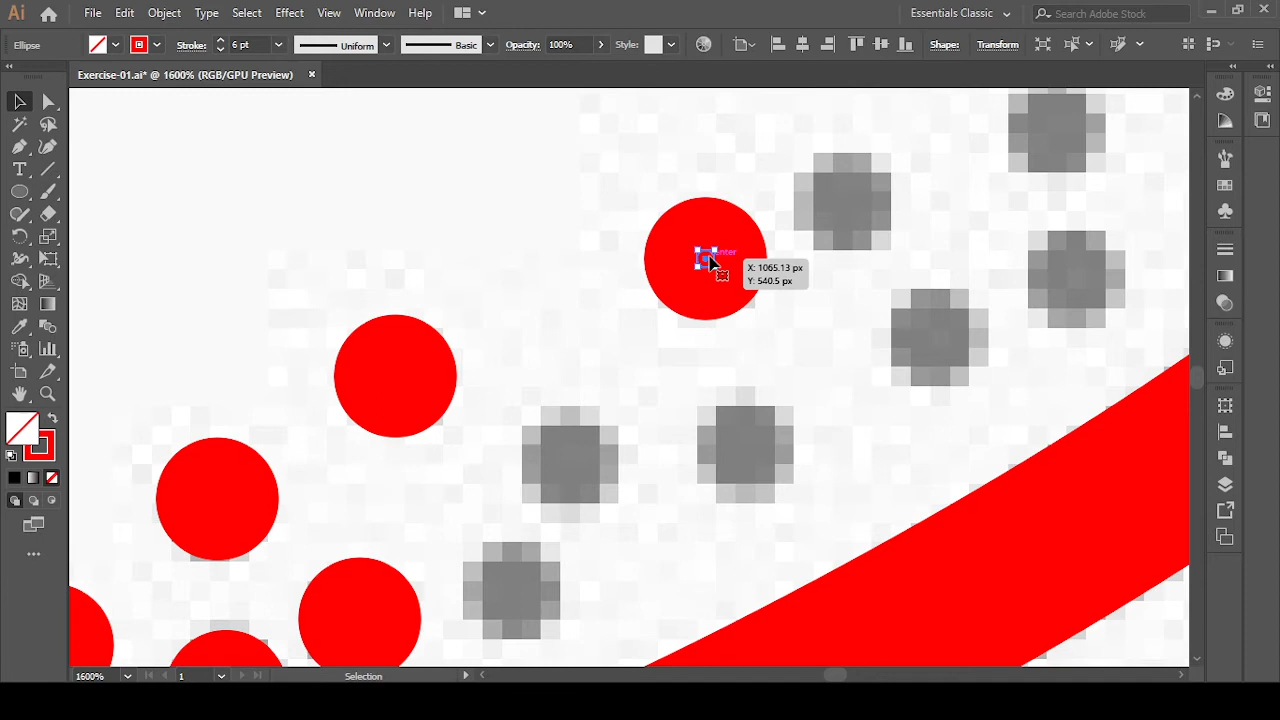 Ai File Edit Object Type Select Effect View Window Help Essentials Classic Search Adobe Stock
Ellipse Stroke: 6 pt Uniform Basic Opacity: 100% Style: Shape: Transform
Exercise-01.ai* @ 1600% (RGB/GPU Preview)
X: 1065.13 px
Y: 540.5 px
1600% 1 Selection